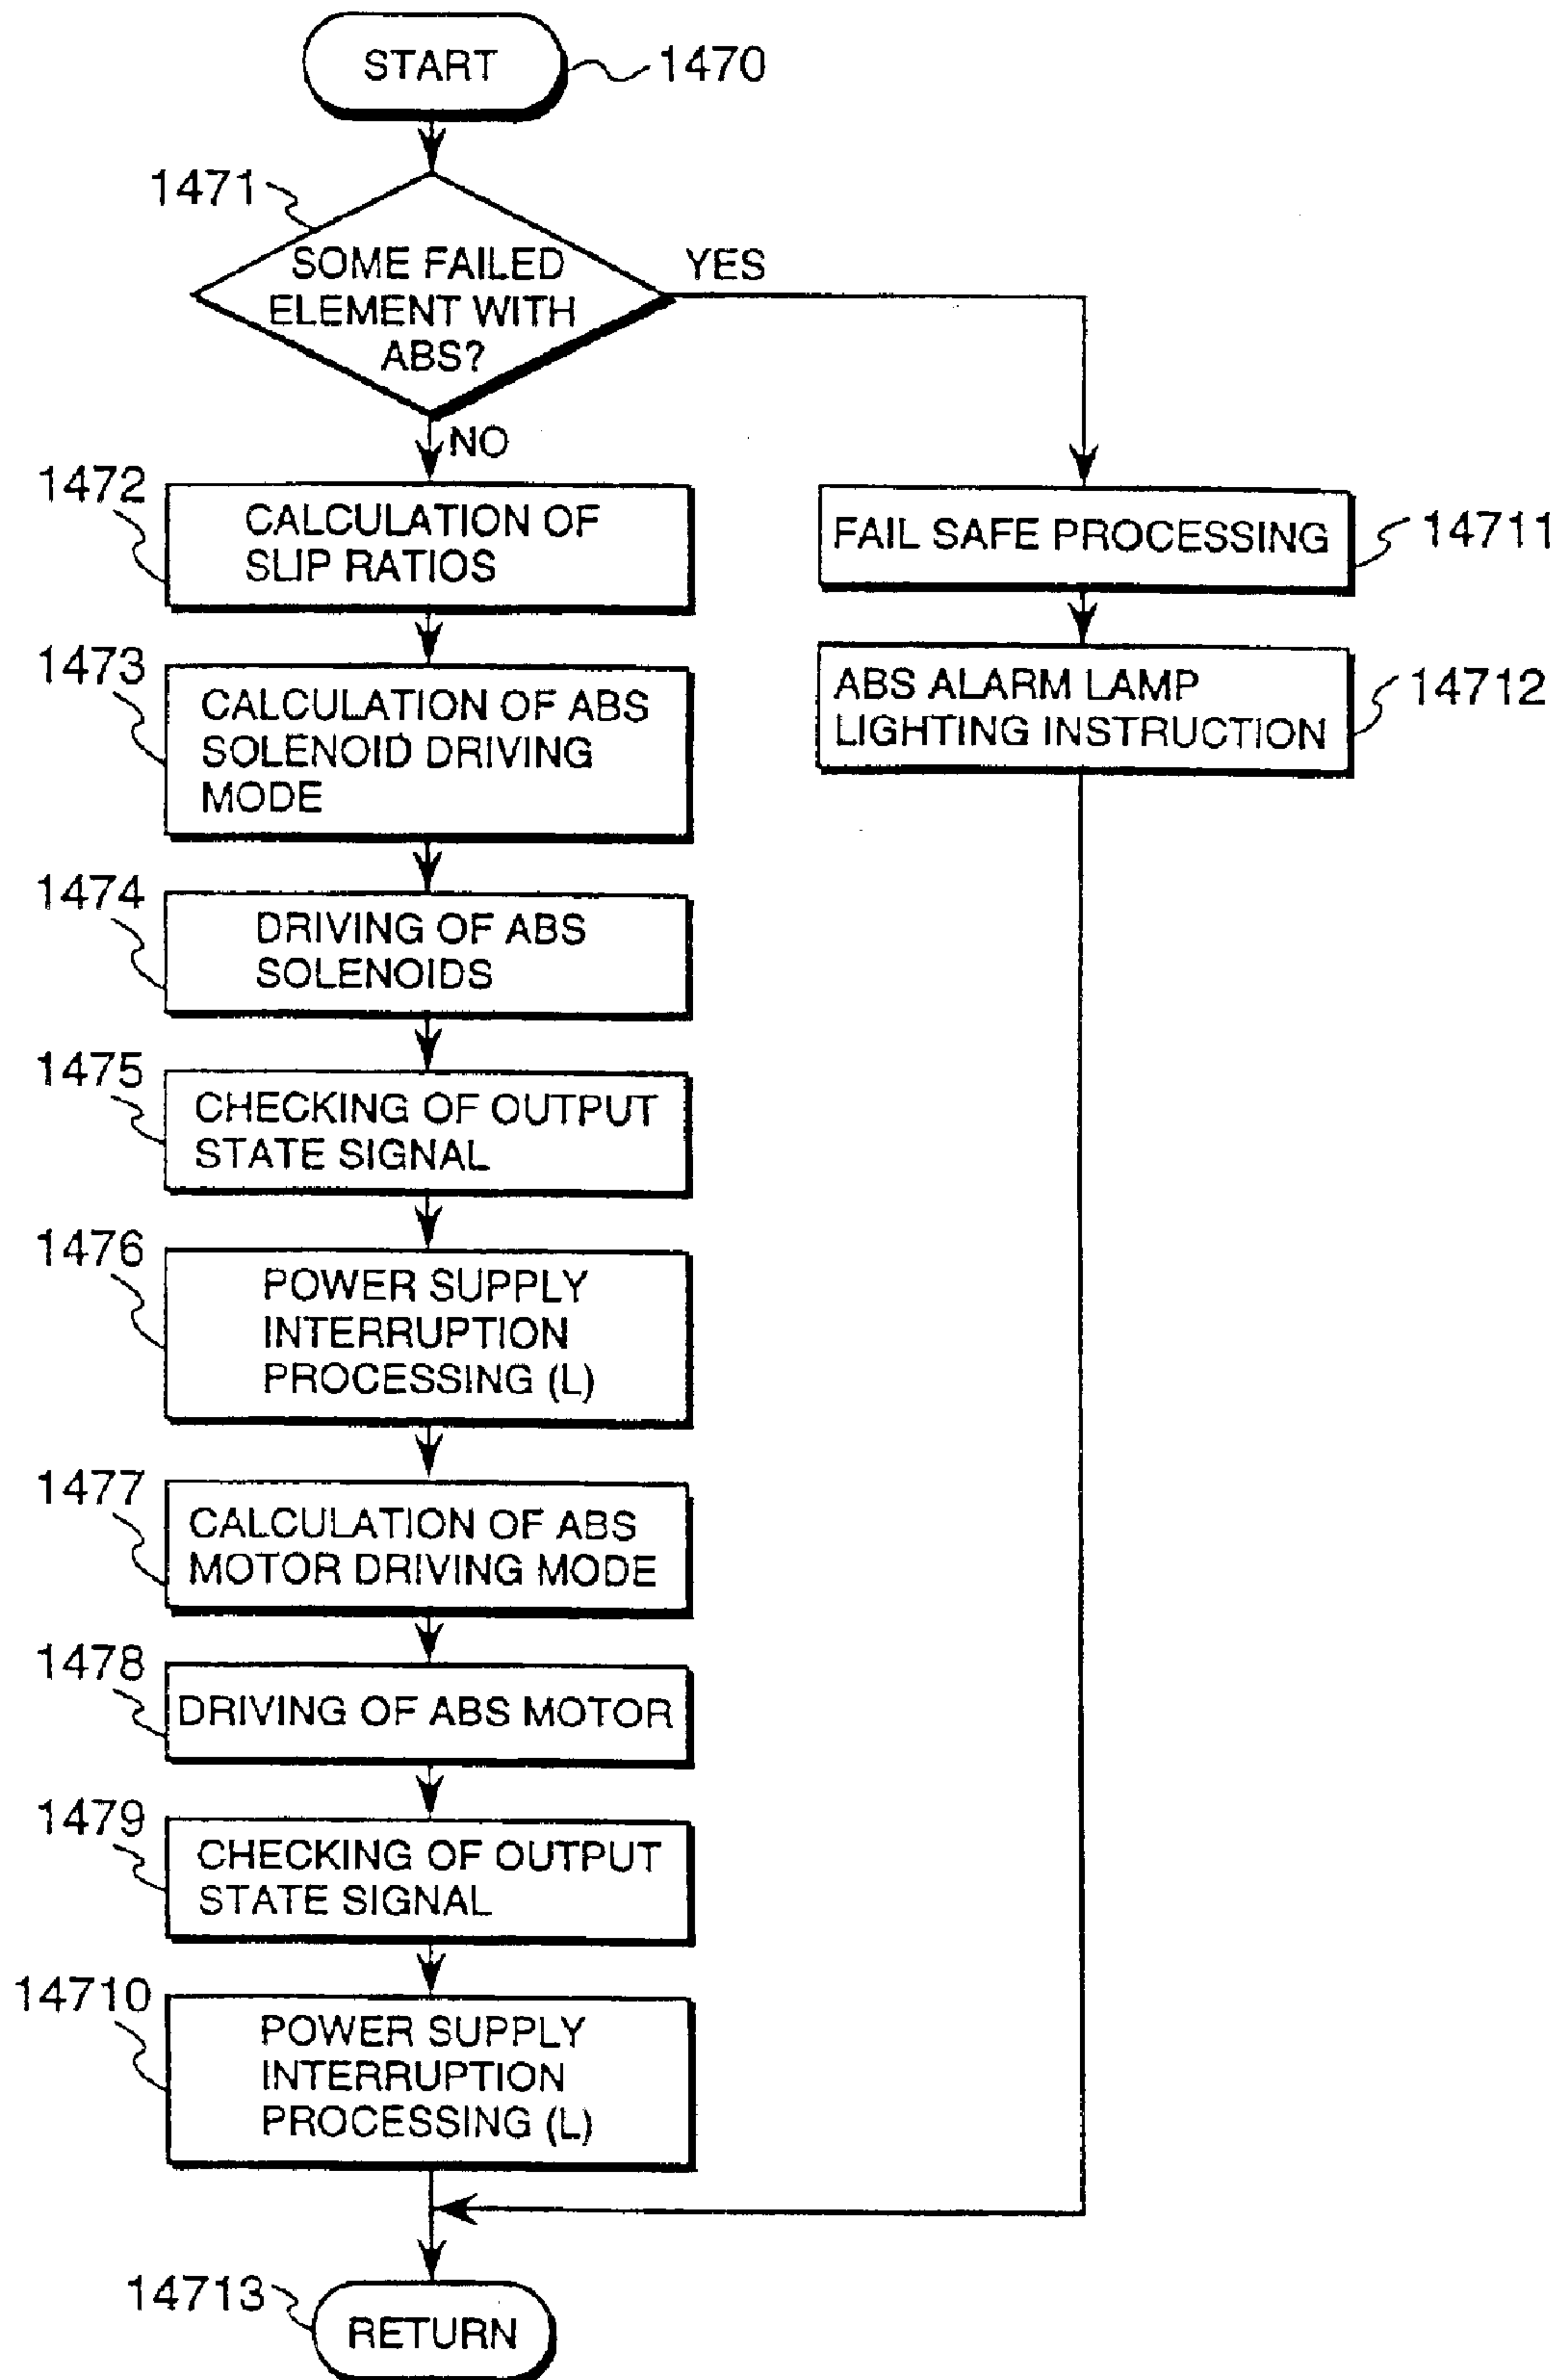 START
1470
1471
SOME FAILED
ELEMENT WITH
ABS?
YES
NO
1472
CALCULATION OF
SLIP RATIOS
FAIL SAFE PROCESSING
14711
1473
CALCULATION OF ABS
SOLENOID DRIVING
MODE
ABS ALARM LAMP
LIGHTING INSTRUCTION
14712
1474
DRIVING OF ABS
SOLENOIDS
1475
CHECKING OF OUTPUT
STATE SIGNAL
1476
POWER SUPPLY
INTERRUPTION
PROCESSING (L)
1477
CALCULATION OF ABS
MOTOR DRIVING MODE
1478
DRIVING OF ABS MOTOR
1479
CHECKING OF OUTPUT
STATE SIGNAL
14710
POWER SUPPLY
INTERRUPTION
PROCESSING (L)
14713
RETURN